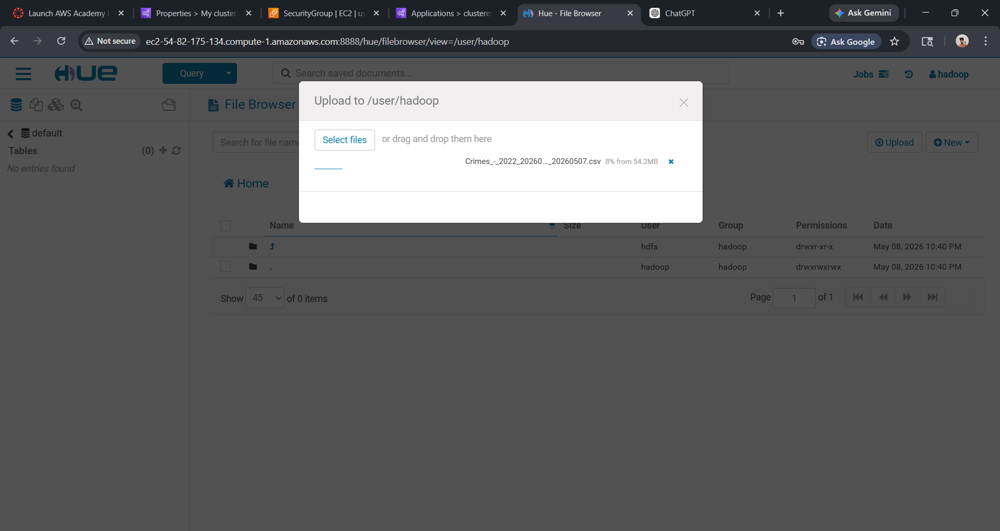 Launch AWS Academy L
Properties > My cluster
SecurityGroup | EC2 | us
Applications > clusterex
Hue - File Browser
ChatGPT
Ask Gemini
Not secure
ec2-54-82-175-134.compute-1.amazonaws.com:8888/hue/filebrowser/view=/user/hadoop
Ask Google
HUE
Query
Search saved documents...
Jobs
hadoop
File Browser
Upload to /user/hadoop
Select files
or drag and drop them here
Crimes_-_2022_20260..._20260507.csv 8% from 54.2MB
default
Tables
(0)
No entries found
Search for file name
Upload
New
Home
Name
Size
User
Group
Permissions
Date
hdfs
hadoop
drwxr-xr-x
May 08, 2026 10:40 PM
.
hadoop
hadoop
drwxrwxrwx
May 08, 2026 10:40 PM
Show 45 of 0 items
Page 1 of 1